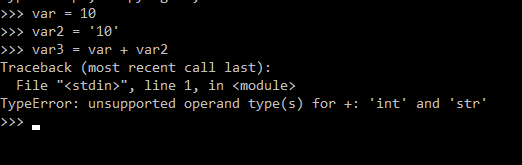 >>> var = 10
>>> var2 = '10'
>>> var3 = var + var2
Traceback (most recent call last):
  File "<stdin>", line 1, in <module>
TypeError: unsupported operand type(s) for +: 'int' and 'str'
>>>